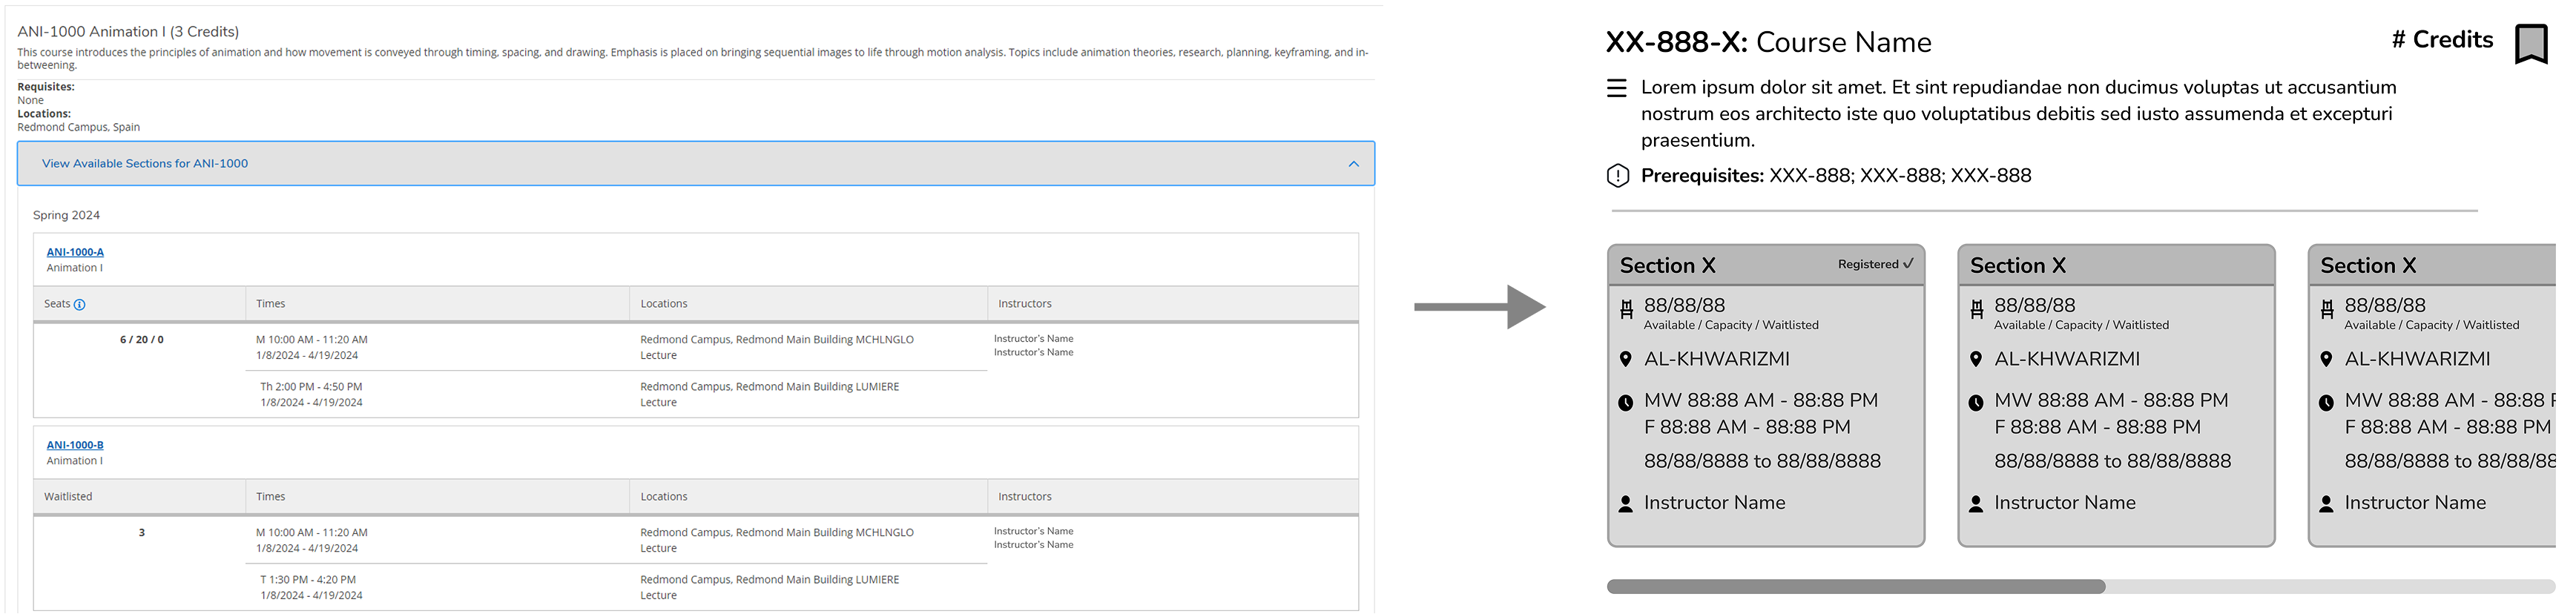 ANI-1000 Animation I (3 Credits)
This course introduces the principles of animation and how movement is conveyed through timing, spacing, and drawing. Emphasis is placed on bringing sequential images to life through motion analysis. Topics include animation theories, research, planning, keyframing, and in-
betweening.
Requisites:
None
Locations:
Redmond Campus, Spain
View Available Sections for ANI-1000
Spring 2024
ANI-1000-A
Animation I
Seats Times Locations Instructors
6 / 20 / 0
M 10:00 AM - 11:20 AM
1/8/2024 - 4/19/2024
Redmond Campus, Redmond Main Building MCHLNGLO
Lecture
Instructor's Name
Instructor's Name
Th 2:00 PM - 4:50 PM
1/8/2024 - 4/19/2024
Redmond Campus, Redmond Main Building LUMIERE
Lecture
ANI-1000-B
Animation I
Waitlisted Times Locations Instructors
3
M 10:00 AM - 11:20 AM
1/8/2024 - 4/19/2024
Redmond Campus, Redmond Main Building MCHLNGLO
Lecture
Instructor's Name
Instructor's Name
T 1:30 PM - 4:20 PM
1/8/2024 - 4/19/2024
Redmond Campus, Redmond Main Building LUMIERE
Lecture
XX-888-X: Course Name
# Credits
Lorem ipsum dolor sit amet. Et sint repudiandae non ducimus voluptas ut accusantium
nostrum eos architecto iste quo voluptatibus debitis sed iusto assumenda et excepturi
praesentium.
Prerequisites: XXX-888; XXX-888; XXX-888
Section X
Registered ✓
88/88/88
Available / Capacity / Waitlisted
AL-KHWARIZMI
MW 88:88 AM - 88:88 PM
F 88:88 AM - 88:88 PM
88/88/8888 to 88/88/8888
Instructor Name
Section X
88/88/88
Available / Capacity / Waitlisted
AL-KHWARIZMI
MW 88:88 AM - 88:88 PM
F 88:88 AM - 88:88 PM
88/88/8888 to 88/88/8888
Instructor Name
Section X
88/88/88
Available / Capacity / Waitlisted
AL-KHWARIZMI
MW 88:88 AM - 88:88 P
F 88:88 AM - 88:88 PM
88/88/8888 to 88/88/88
Instructor Name